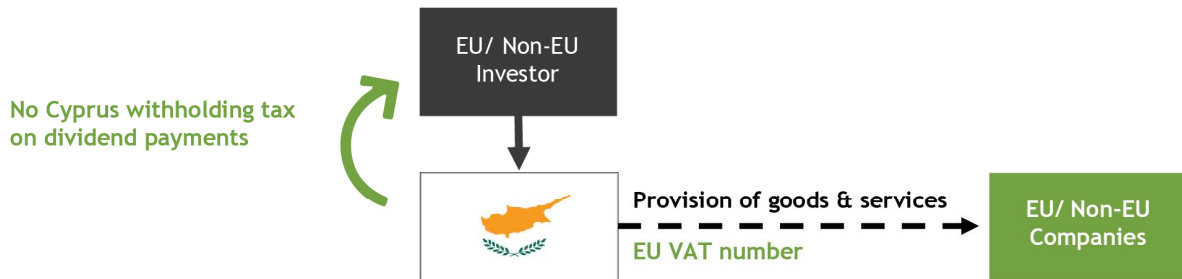 EU/ Non-EU
Investor
No Cyprus withholding tax
on dividend payments
Provision of goods & services
EU VAT number
EU/ Non-EU
Companies